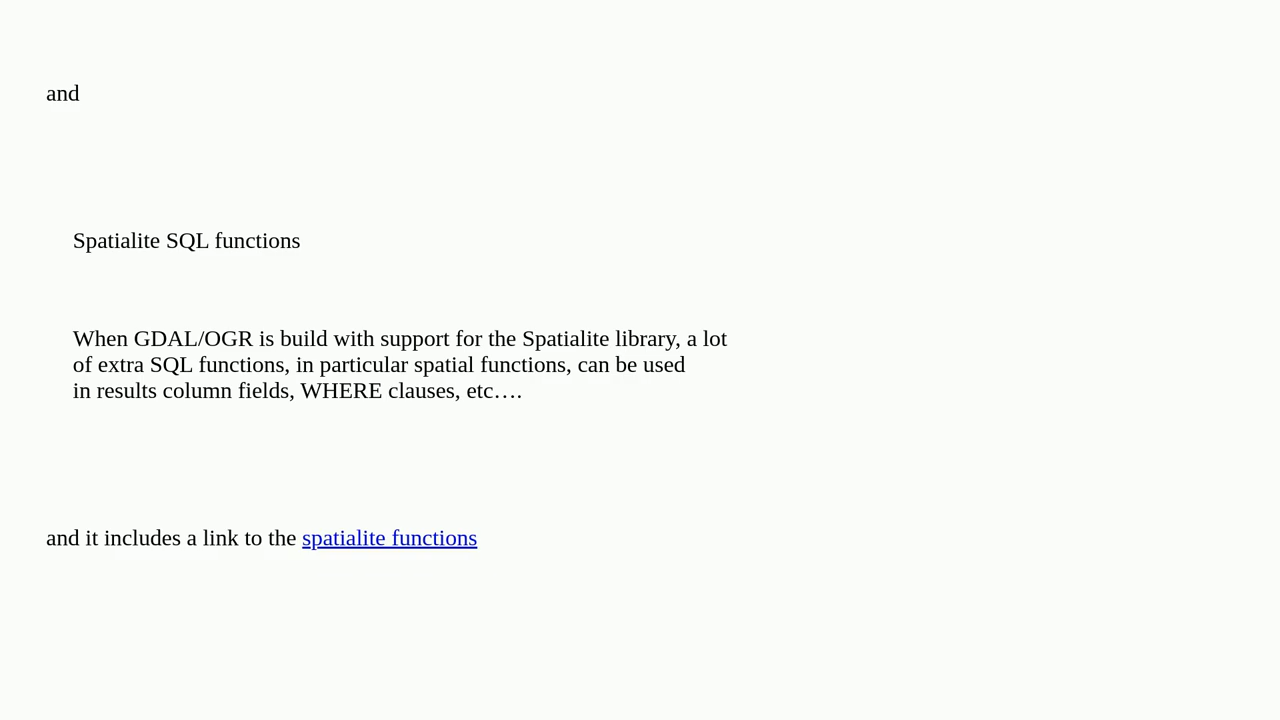 and
Spatialite SQL functions
When GDAL/OGR is build with support for the Spatialite library, a lot
of extra SQL functions, in particular spatial functions, can be used
in results column fields, WHERE clauses, etc….
and it includes a link to the spatialite functions